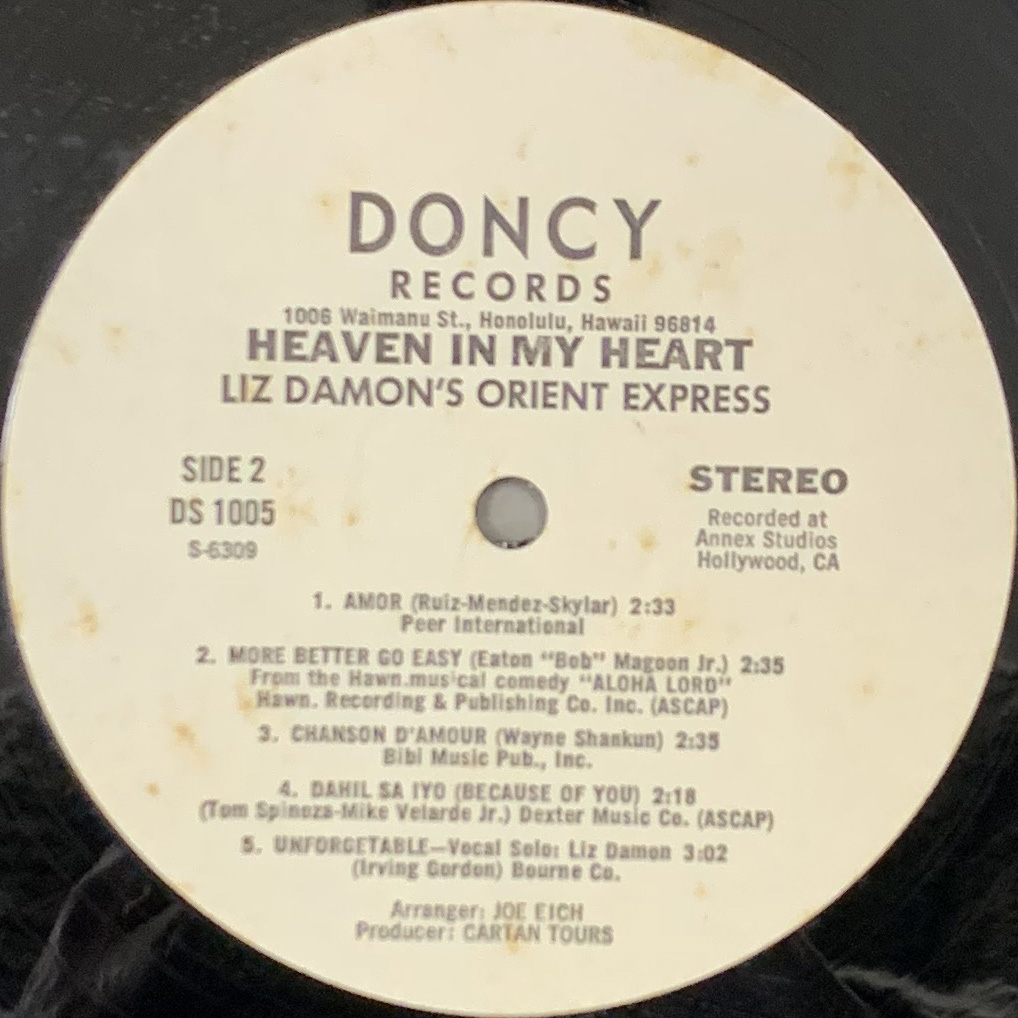 DONCY
RECORDS
1006 Waimanu St., Honolulu, Hawaii 96814
HEAVEN IN MY HEART
LIZ DAMON'S ORIENT EXPRESS
SIDE 2
DS 1005
S-6309
STEREO
Recorded at
Annex Studios
Hollywood, CA
1. AMOR (Ruiz-Mendez-Skylar) 2:33
Peer International
2. MORE BETTER GO EASY (Eaton "Bob" Magoon Jr.) 2:35
From the Hawn.musical comedy "ALOHA LORD"
Hawn. Recording & Publishing Co. Inc. (ASCAP)
3. CHANSON D'AMOUR (Wayne Shankun) 2:35
Bibi Music Pub., Inc.
4. DAHIL SA IYO (BECAUSE OF YOU) 2:18
(Tom Spinoza-Mike Velarde Jr.) Dexter Music Co. (ASCAP)
5. UNFORGETABLE—Vocal Solo: Liz Damon 3:02
(Irving Gordon) Bourne Co.
Arranger: JOE EICH
Producer: CARTAN TOURS